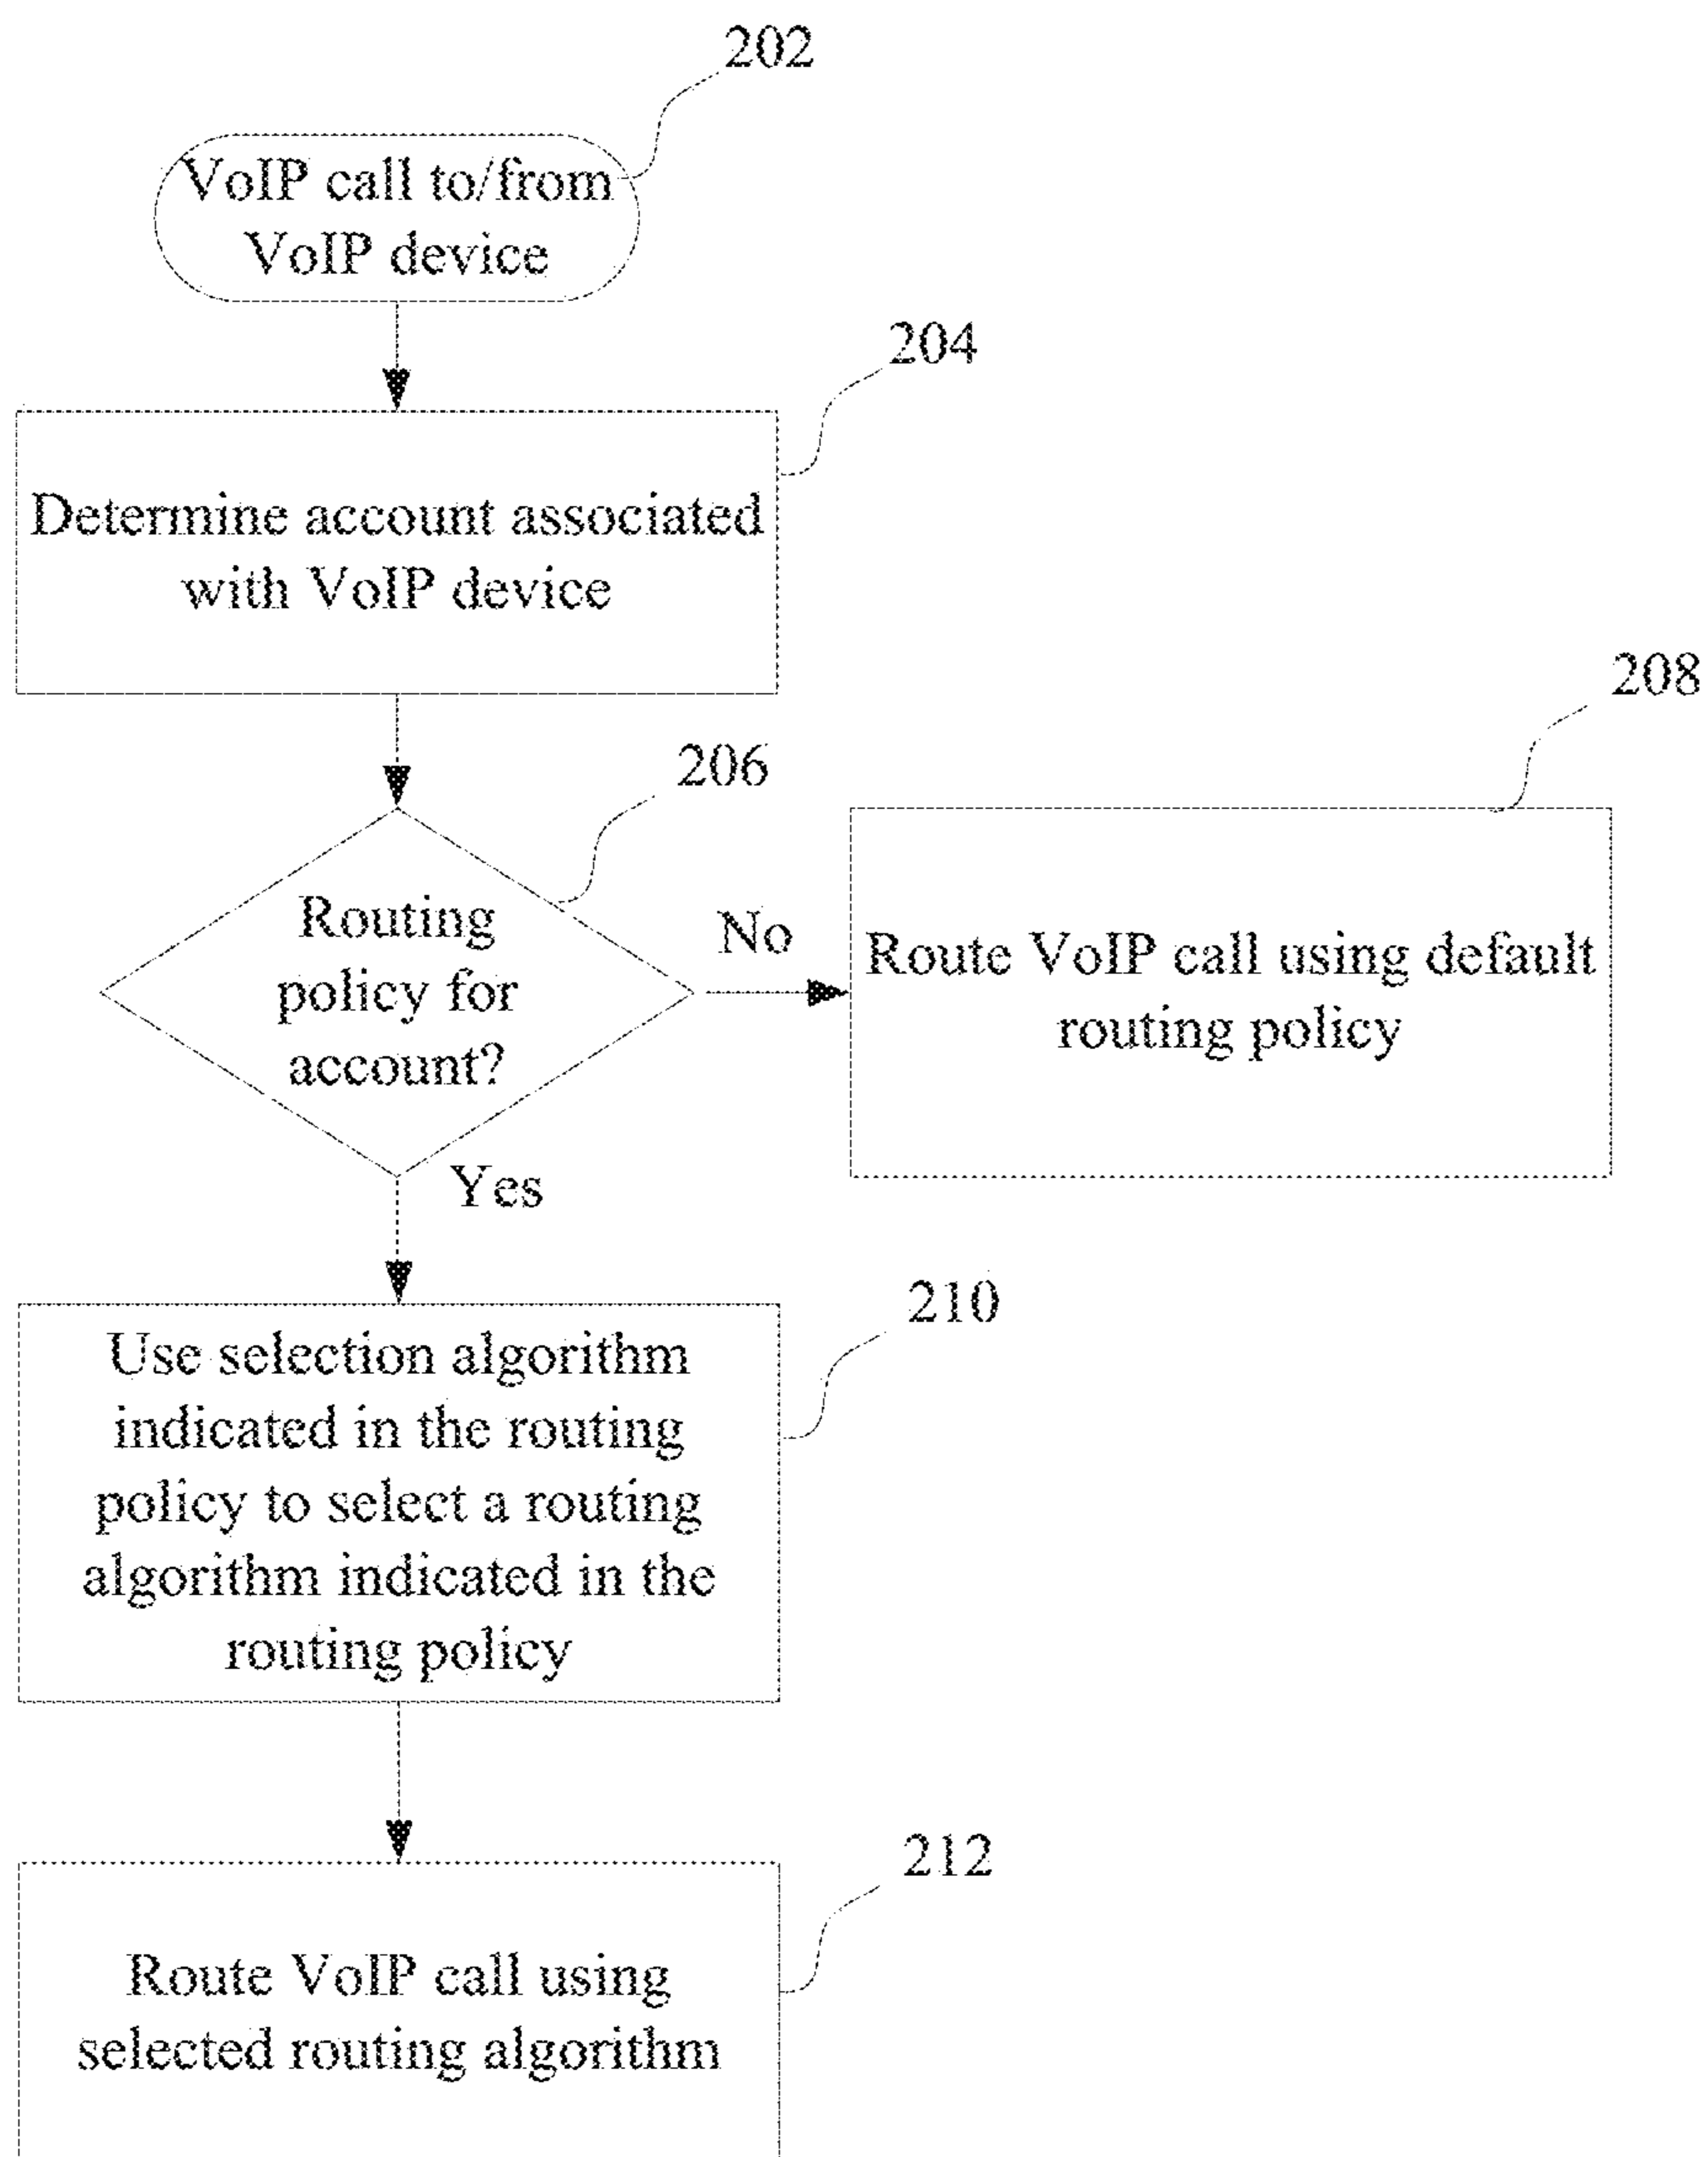 202
VoIP call to/from
VoIP device
204
Determine account associated
with VoIP device
206
208
Routing
policy for
account?
No
Route VoIP call using default
routing policy
Yes
210
Use selection algorithm
indicated in the routing
policy to select a routing
algorithm indicated in the
routing policy
212
Route VoIP call using
selected routing algorithm